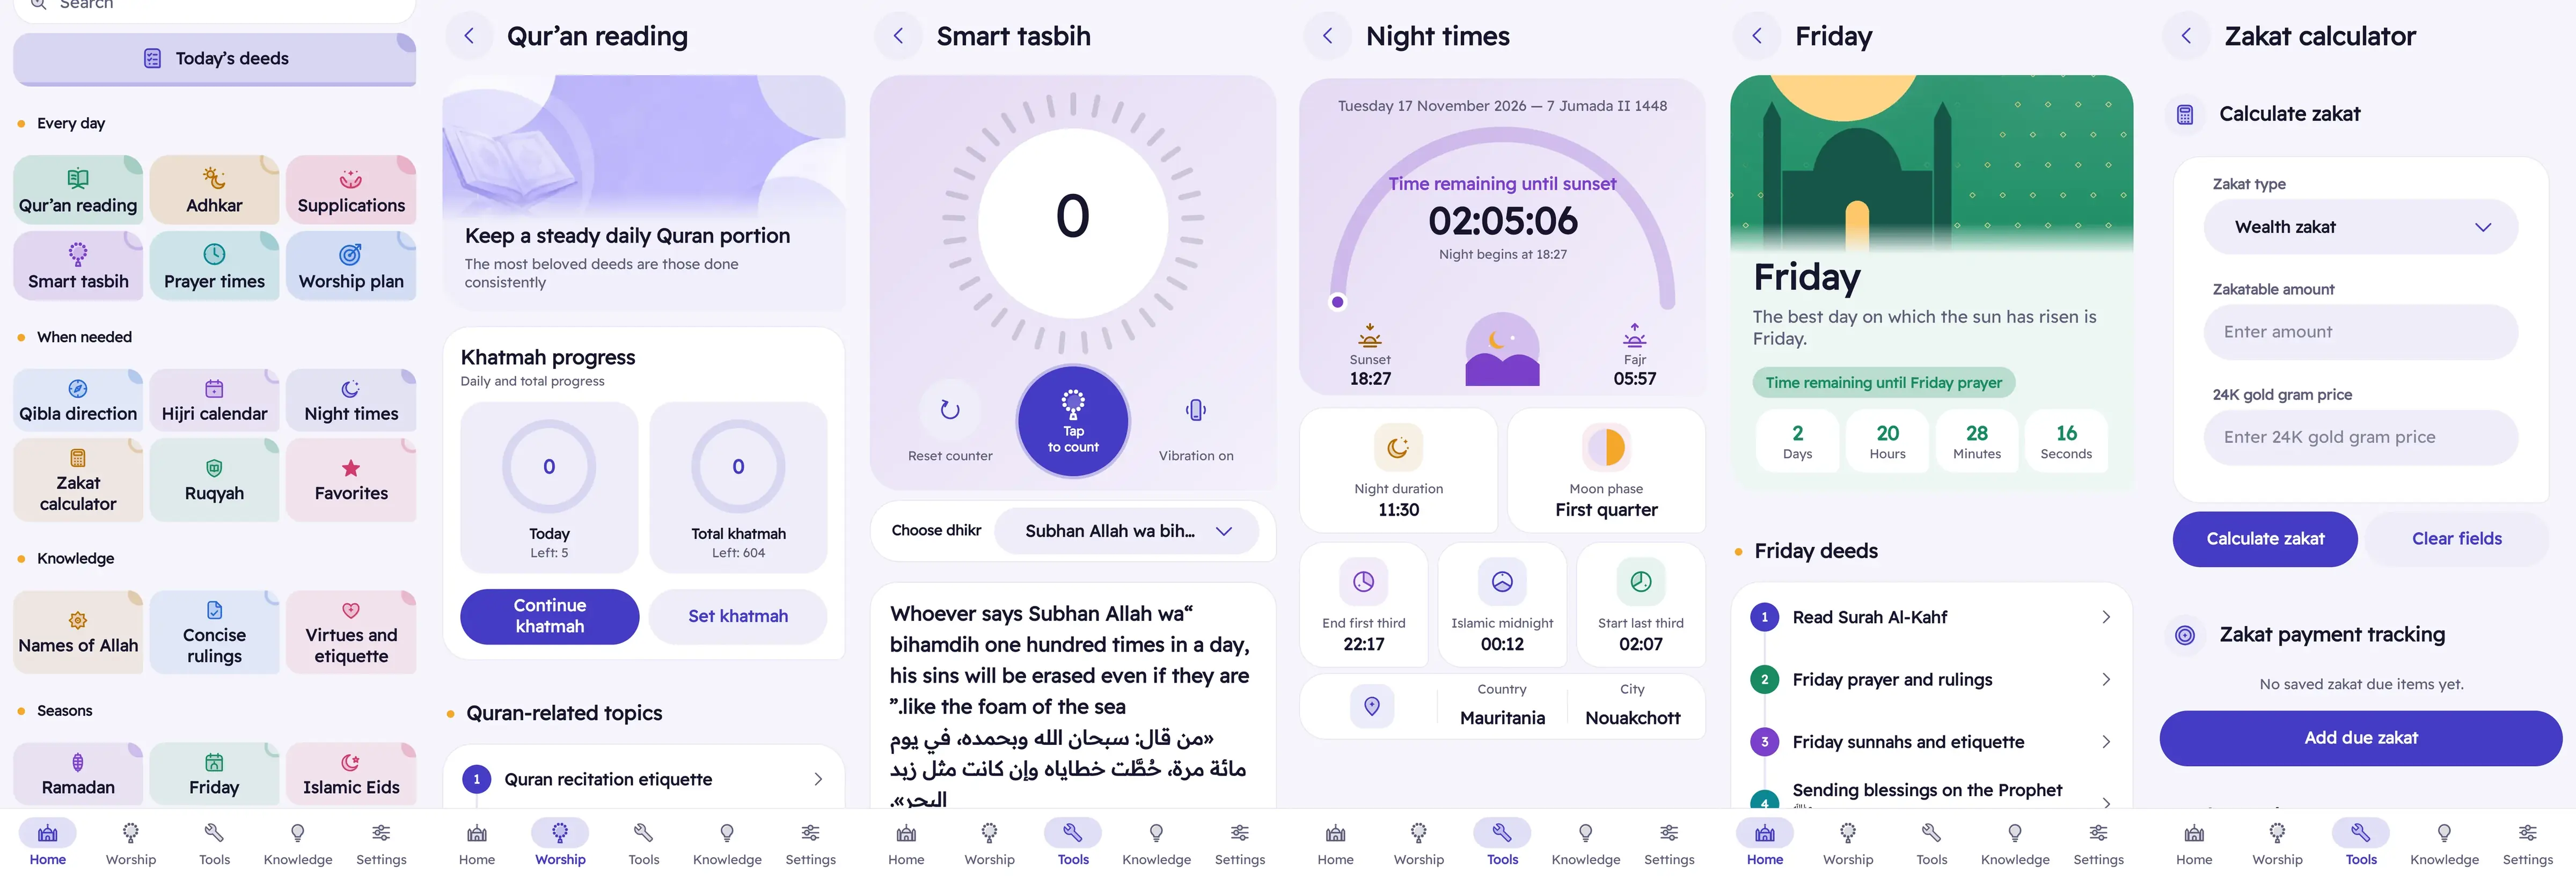 Search
Today’s deeds
Every day
Qur’an reading
Adhkar
Supplications
Smart tasbih
Prayer times
Worship plan
When needed
Qibla direction
Hijri calendar
Night times
Zakat
calculator
Ruqyah
Favorites
Knowledge
Names of Allah
Concise
rulings
Virtues and
etiquette
Seasons
Ramadan
Friday
Islamic Eids
Home
Worship
Tools
Knowledge
Settings
Qur’an reading
Keep a steady daily Quran portion
The most beloved deeds are those done
consistently
Khatmah progress
Daily and total progress
0
Today
Left: 5
0
Total khatmah
Left: 604
Continue
khatmah
Set khatmah
Quran-related topics
1
Quran recitation etiquette
Home
Worship
Tools
Knowledge
Settings
Smart tasbih
0
Reset counter
Tap
to count
Vibration on
Choose dhikr
Subhan Allah wa bih...
Whoever says Subhan Allah wa“
bihamdih one hundred times in a day,
his sins will be erased even if they are
”.like the foam of the sea
«من قال: سبحان الله وبحمده، في يوم
مائة مرة، حُطَّت خطاياه وإن كانت مثل زبد
البحر».
Home
Worship
Tools
Knowledge
Settings
Night times
Tuesday 17 November 2026 — 7 Jumada II 1448
Time remaining until sunset
02:05:06
Night begins at 18:27
Sunset
18:27
Fajr
05:57
Night duration
11:30
Moon phase
First quarter
End first third
22:17
Islamic midnight
00:12
Start last third
02:07
Country
Mauritania
City
Nouakchott
Home
Worship
Tools
Knowledge
Settings
Friday
Friday
The best day on which the sun has risen is
Friday.
Time remaining until Friday prayer
2
Days
20
Hours
28
Minutes
16
Seconds
Friday deeds
1
Read Surah Al-Kahf
2
Friday prayer and rulings
3
Friday sunnahs and etiquette
4
Sending blessings on the Prophet
Home
Worship
Tools
Knowledge
Settings
Zakat calculator
Calculate zakat
Zakat type
Wealth zakat
Zakatable amount
Enter amount
24K gold gram price
Enter 24K gold gram price
Calculate zakat
Clear fields
Zakat payment tracking
No saved zakat due items yet.
Add due zakat
Home
Worship
Tools
Knowledge
Settings